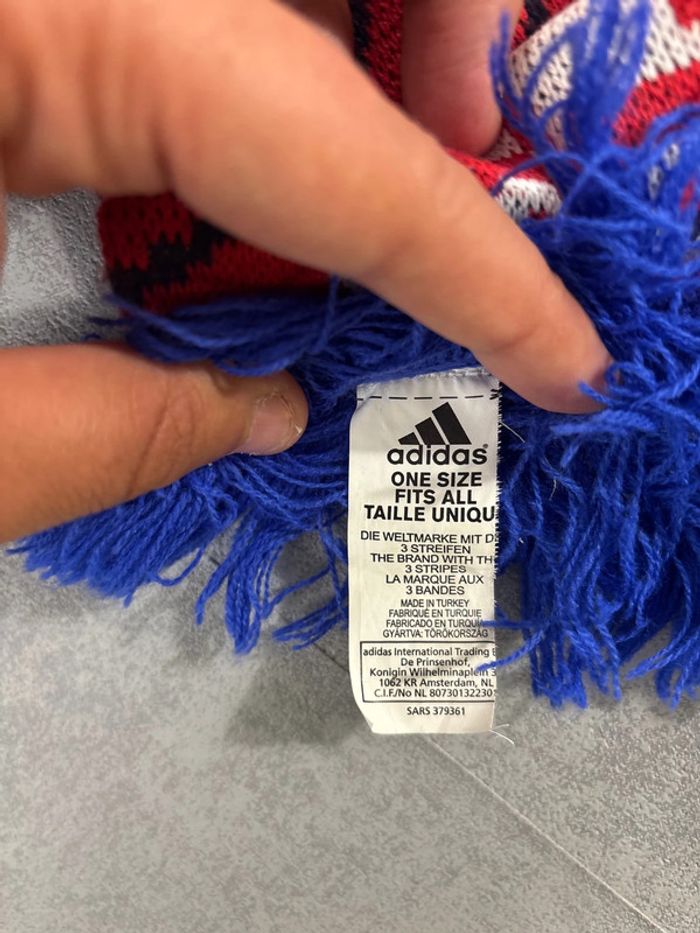 adidas®
ONE SIZE
FITS ALL
TAILLE UNIQU
DIE WELTMARKE MIT D
3 STREIFEN
THE BRAND WITH TH
3 STRIPES
LA MARQUE AUX
3 BANDES
MADE IN TURKEY
FABRIQUÉ EN TURQUIE
FABRICADO EN TURQUIA
GYÁRTVA: TÖRÖKORSZÁG
adidas International Trading
De Prinsenhof,
Konigin Wilhelminaplein
1062 KR Amsterdam, NL
C.I.F./No NL 80730132230
SARS 379361